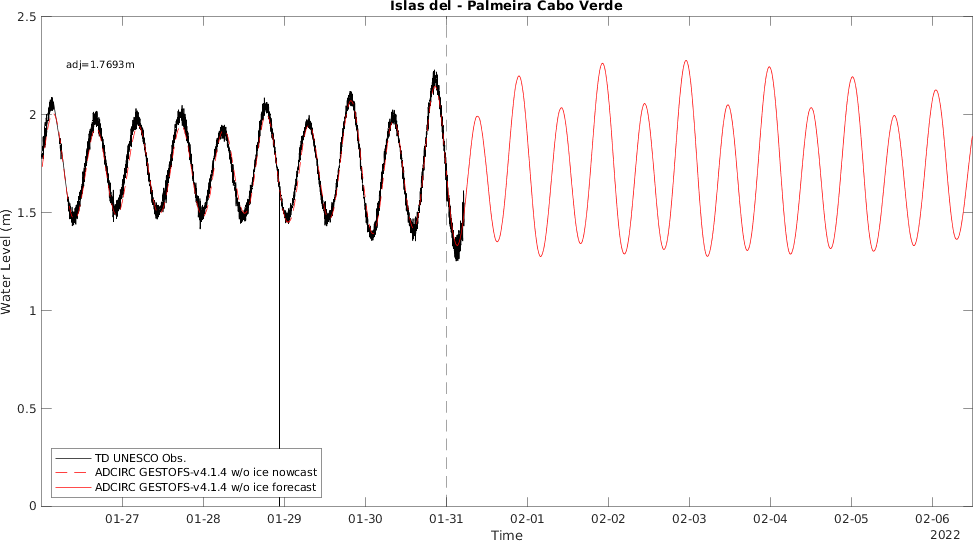 Islas del - Palmeira Cabo Verde
2.5
adj=1.7693m
2
1.5
Water Level (m)
1
0.5
TD UNESCO Obs.
ADCIRC GESTOFS-v4.1.4 w/o ice nowcast
ADCIRC GESTOFS-v4.1.4 w/o ice forecast
0
01-27 01-28 01-29 01-30 01-31 02-01 02-02 02-03 02-04 02-05 02-06
Time 2022